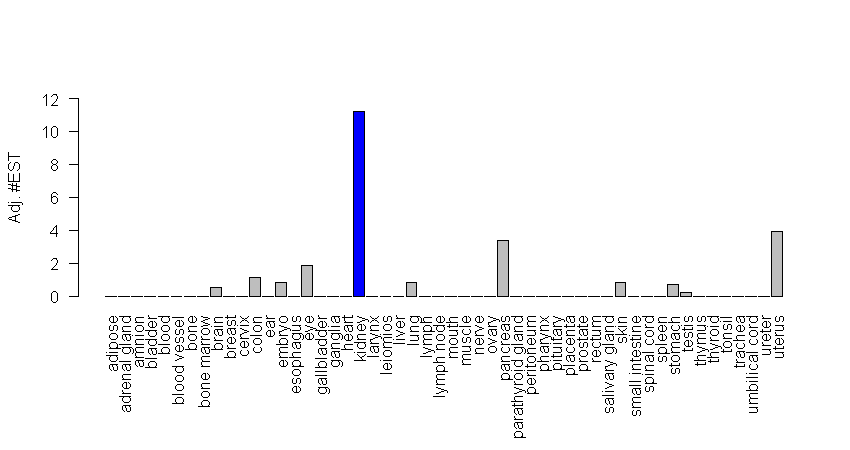 Adj. #EST
12
10
8
6
4
2
0
adipose
adrenal gland
amnion
bladder
blood
blood vessel
bone
bone marrow
brain
breast
cervix
colon
ear
embryo
esophagus
eye
gallbladder
ganglia
heart
kidney
larynx
leiomios
liver
lung
lymph
lymph node
mouth
muscle
nerve
ovary
pancreas
parathyroid gland
peritoneum
pharynx
pituitary
placenta
prostate
rectum
salivary gland
skin
small intestine
spinal cord
spleen
stomach
testis
thymus
thyroid
tonsil
trachea
umbilical cord
ureter
uterus